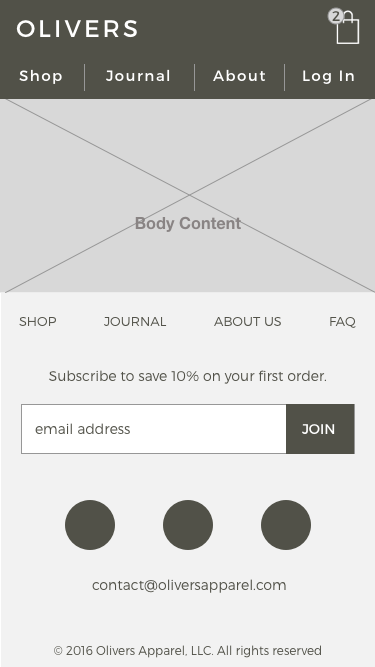 OLIVERS
2
Shop Journal About Log In
Body Content
SHOP JOURNAL ABOUT US FAQ
Subscribe to save 10% on your first order.
email address JOIN
contact@oliversapparel.com
© 2016 Olivers Apparel, LLC. All rights reserved